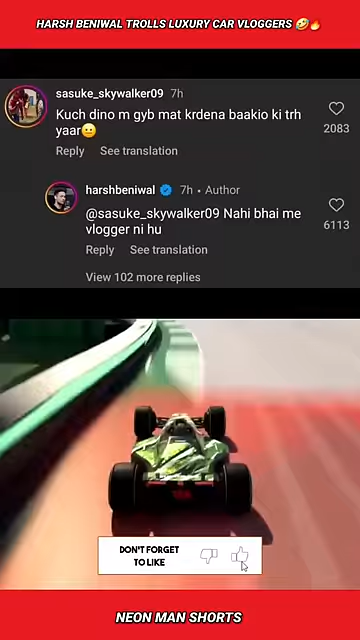 HARSH BENIWAL TROLLS LUXURY CAR VLOGGERS 🤣🔥
sasuke_skywalker09 7h
Kuch dino m gyb mat krdena baakio ki trh
yaar😐
2083
Reply See translation
harshbeniwal 7h • Author
@sasuke_skywalker09 Nahi bhai me
vlogger ni hu
6113
Reply See translation
View 102 more replies
DON'T FORGET
TO LIKE
NEON MAN SHORTS